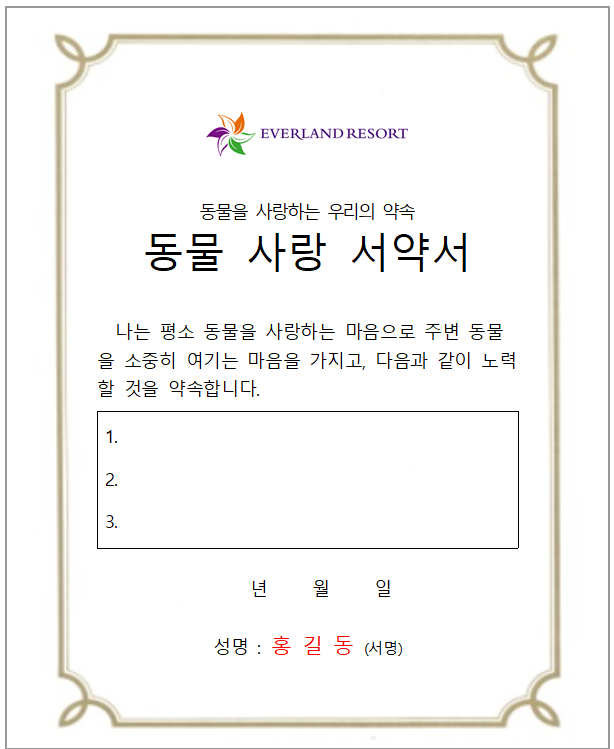 EVERLAND RESORT
동물을 사랑하는 우리의 약속
동물 사랑 서약서
나는 평소 동물을 사랑하는 마음으로 주변 동물
을 소중히 여기는 마음을 가지고, 다음과 같이 노력
할 것을 약속합니다.
1.
2.
3.
년 월 일
성명 : 홍 길 동 (서명)